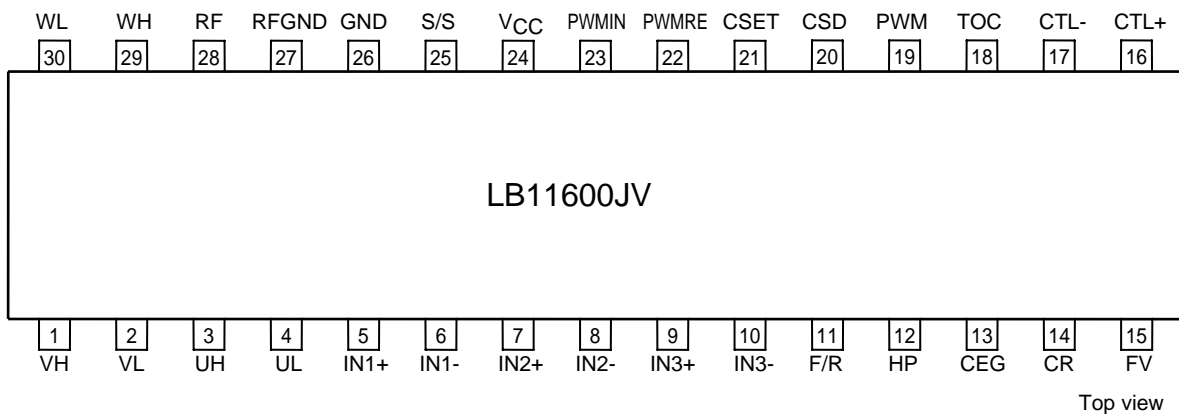 WL WH RF RFGND GND S/S VCC PWMIN PWMRE CSET CSD PWM TOC CTL- CTL+
30 29 28 27 26 25 24 23 22 21 20 19 18 17 16
LB11600JV
1 2 3 4 5 6 7 8 9 10 11 12 13 14 15
VH VL UH UL IN1+ IN1- IN2+ IN2- IN3+ IN3- F/R HP CEG CR FV
Top view